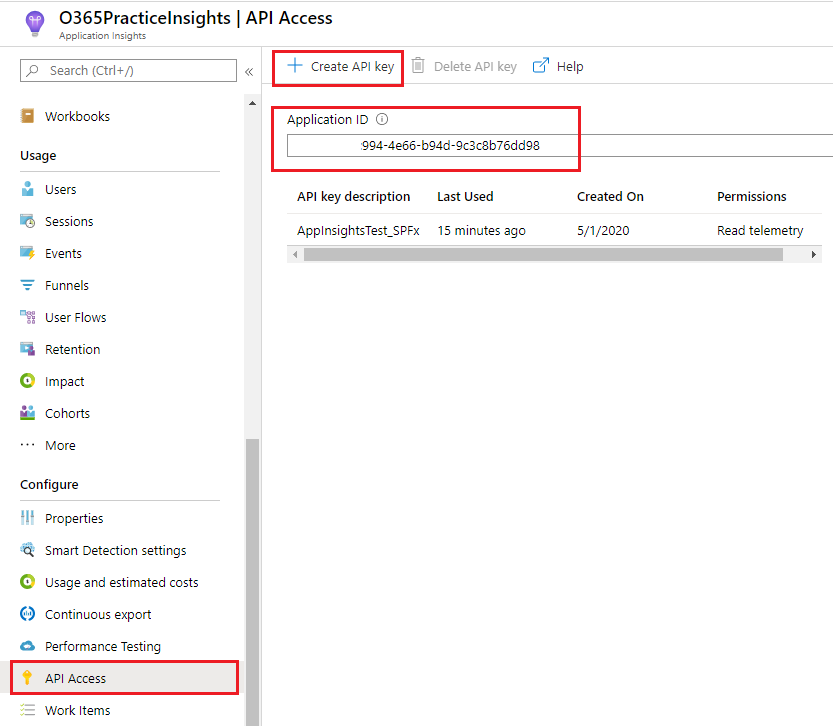 O365PracticeInsights | API Access
Application Insights
Search (Ctrl+/)
«
Workbooks
Usage
Users
Sessions
Events
Funnels
User Flows
Retention
Impact
Cohorts
More
Configure
Properties
Smart Detection settings
Usage and estimated costs
Continuous export
Performance Testing
API Access
Work Items
Create API key
Delete API key
Help
Application ID
994-4e66-b94d-9c3c8b76dd98
API key description Last Used Created On Permissions
AppInsightsTest_SPFx 15 minutes ago 5/1/2020 Read telemetry